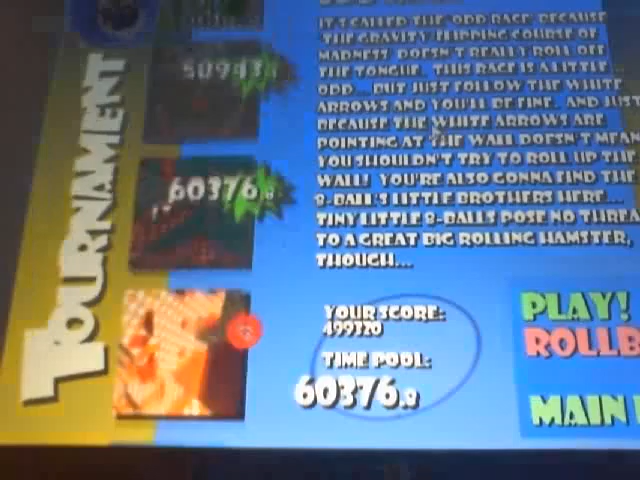 TOURNAMENT
50943
60376.8
IT'S CALLED THE "ODD RACE" BECAUSE
"THE GRAVITY FLIPPING COURSE OF
MADNESS" DOESN'T REALLY ROLL OFF
THE TONGUE. THIS RACE IS A LITTLE...
ODD... BUT JUST FOLLOW THE WHITE
ARROWS AND YOU'LL BE FINE. AND JUST
BECAUSE THE WHITE ARROWS ARE
POINTING AT THE WALL DOESN'T MEAN
YOU SHOULDN'T TRY TO ROLL UP THE
WALL! YOU'RE ALSO GONNA FIND THE
8-BALL'S LITTLE BROTHERS HERE...
TINY LITTLE 8-BALLS POSE NO THREA
TO A GREAT BIG ROLLING HAMSTER,
THOUGH...
YOUR SCORE:
499320
TIME POOL:
60376.8
PLAY!
ROLLB
MAIN